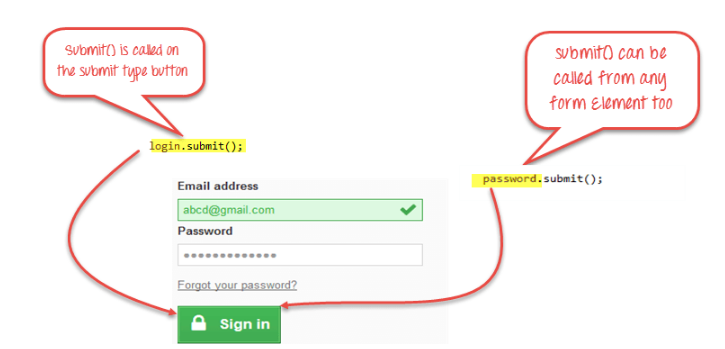 Submit() is called on
the submit type button
submit() can be
called from any
form Element too
login.submit();
password.submit();
Email address
abcd@gmail.com
Password
•••••••••••••
Forgot your password?
Sign in